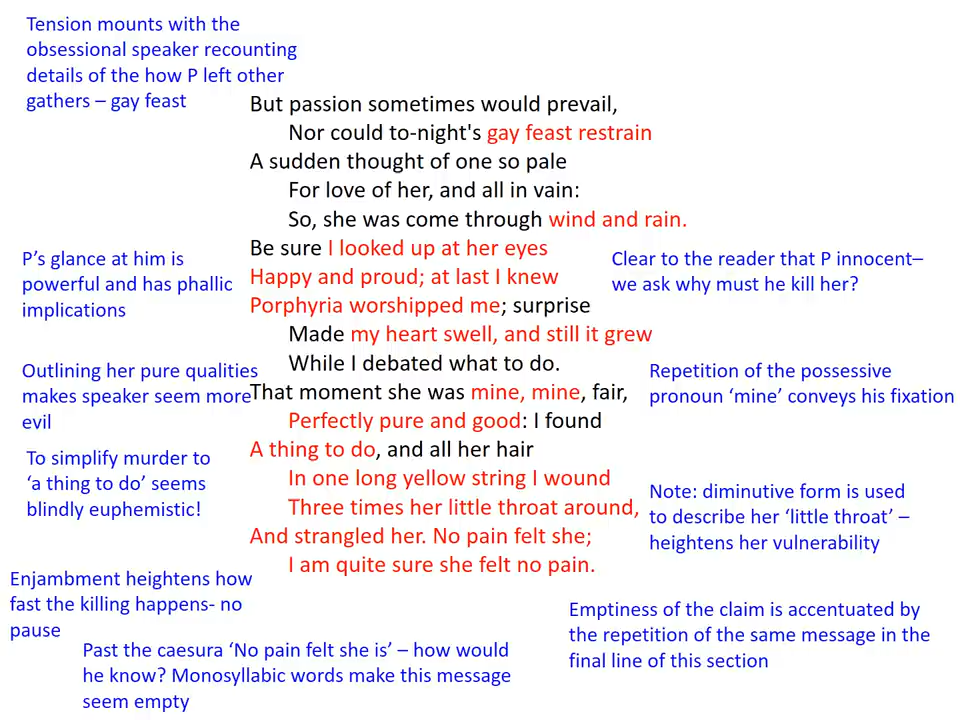 Tension mounts with the
obsessional speaker recounting
details of the how P left other
gathers – gay feast
But passion sometimes would prevail,
Nor could to-night's gay feast restrain
A sudden thought of one so pale
For love of her, and all in vain:
So, she was come through wind and rain.
Be sure I looked up at her eyes
Happy and proud; at last I knew
Porphyria worshipped me; surprise
Made my heart swell, and still it grew
While I debated what to do.
That moment she was mine, mine, fair,
Perfectly pure and good: I found
A thing to do, and all her hair
In one long yellow string I wound
Three times her little throat around,
And strangled her. No pain felt she;
I am quite sure she felt no pain.
P's glance at him is
powerful and has phallic
implications
Clear to the reader that P innocent–
we ask why must he kill her?
Outlining her pure qualities
makes speaker seem more
evil
Repetition of the possessive
pronoun 'mine' conveys his fixation
To simplify murder to
'a thing to do' seems
blindly euphemistic!
Note: diminutive form is used
to describe her 'little throat' –
heightens her vulnerability
Enjambment heightens how
fast the killing happens- no
pause
Emptiness of the claim is accentuated by
the repetition of the same message in the
final line of this section
Past the caesura 'No pain felt she is' – how would
he know? Monosyllabic words make this message
seem empty